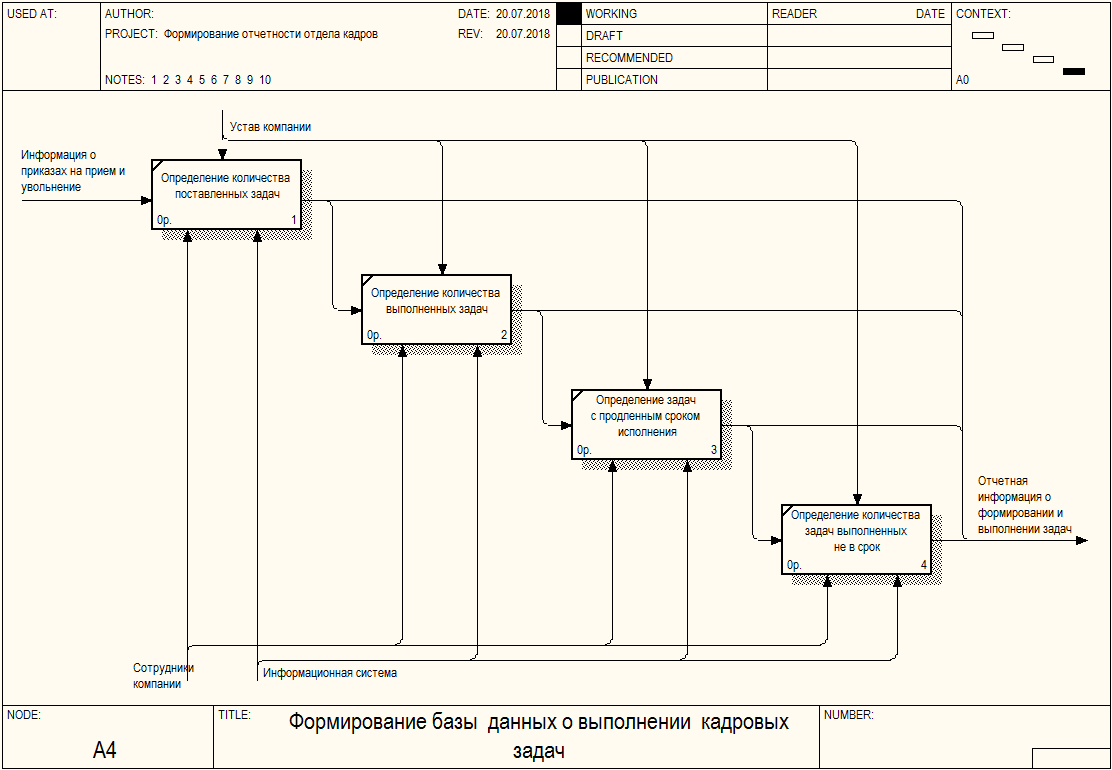 USED AT:
AUTHOR:
DATE: 20.07.2018
PROJECT: Формирование отчетности отдела кадров
REV: 20.07.2018
NOTES: 1 2 3 4 5 6 7 8 9 10
WORKING
DRAFT
RECOMMENDED
PUBLICATION
READER
DATE
CONTEXT:
A0
Устав компании
Информация о
приказах на прием и
увольнение
Определение количества
поставленных задач
0р.
1
Определение количества
выполненных задач
0р.
2
Определение задач
с продленным сроком
исполнения
0р.
3
Отчетная
информация о
формировании и
выполнении задач
Определение количества
задач выполненных
не в срок
0р.
4
Сотрудники
компании
Информационная система
NODE:
A4
TITLE:
Формирование базы данных о выполнении кадровых
задач
NUMBER: